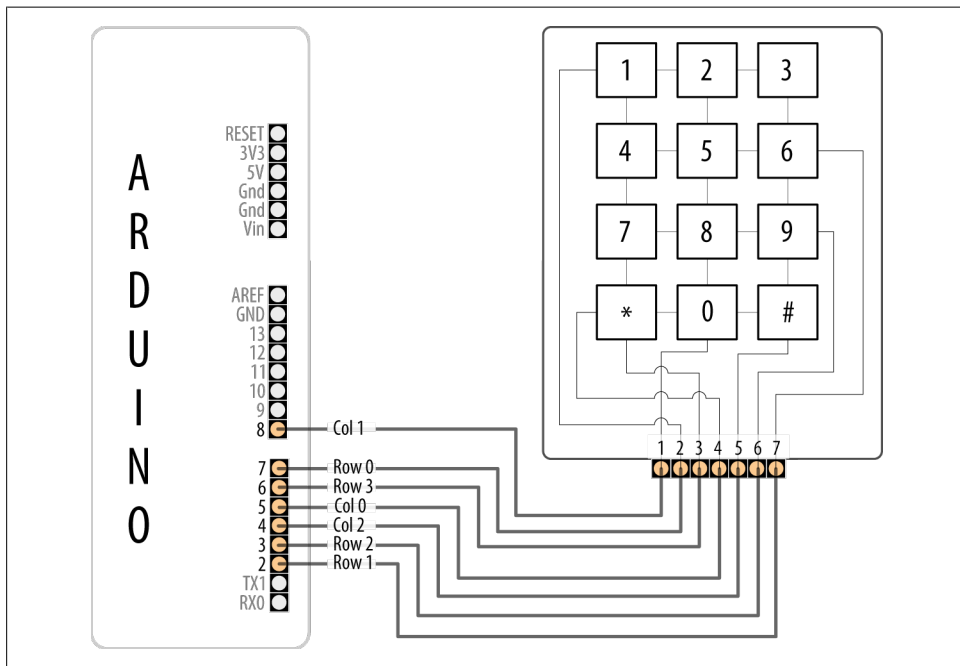 ARDUINO
RESET
3V3
5V
Gnd
Gnd
Vin
AREF
GND
13
12
11
10
9
8
7
6
5
4
3
2
TX1
RX0
Col 1
Row 0
Row 3
Col 0
Col 2
Row 2
Row 1
1 2 3
4 5 6
7 8 9
* 0 #
1 2 3 4 5 6 7